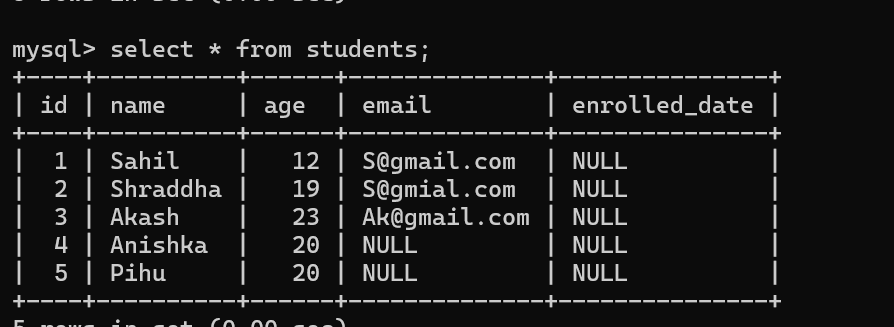 mysql> select * from students;
+----+----------+------+--------------+---------------+
| id | name     | age  | email        | enrolled_date |
+----+----------+------+--------------+---------------+
|  1 | Sahil    |   12 | S@gmail.com  | NULL          |
|  2 | Shraddha |   19 | S@gmial.com  | NULL          |
|  3 | Akash    |   23 | Ak@gmail.com | NULL          |
|  4 | Anishka  |   20 | NULL         | NULL          |
|  5 | Pihu     |   20 | NULL         | NULL          |
+----+----------+------+--------------+---------------+
5 rows in set (0.00 sec)